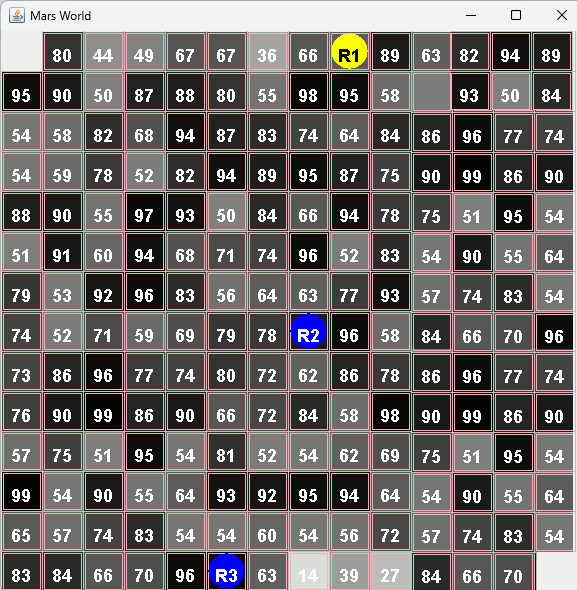 Mars World
80 44 49 67 67 36 66 R1 89 63 82 94 89
95 90 50 87 88 80 55 98 95 58 93 50 84
54 58 82 68 94 87 83 74 64 84 86 96 77 74
54 59 78 52 82 94 89 95 87 75 90 99 86 90
88 90 55 97 93 50 84 66 94 78 75 51 95 54
51 91 60 94 68 71 74 96 52 83 54 90 55 64
79 53 92 96 83 56 64 63 77 93 57 74 83 54
74 52 71 59 69 79 78 R2 96 58 84 66 70 96
73 86 96 77 74 80 72 62 86 78 86 96 77 74
76 90 99 86 90 66 72 84 58 98 90 99 86 90
57 75 51 95 54 81 52 54 62 69 75 51 95 54
99 54 90 55 64 93 92 95 94 64 54 90 55 64
65 57 74 83 54 54 60 54 56 72 57 74 83 54
83 84 66 70 96 R3 63 14 39 27 84 66 70